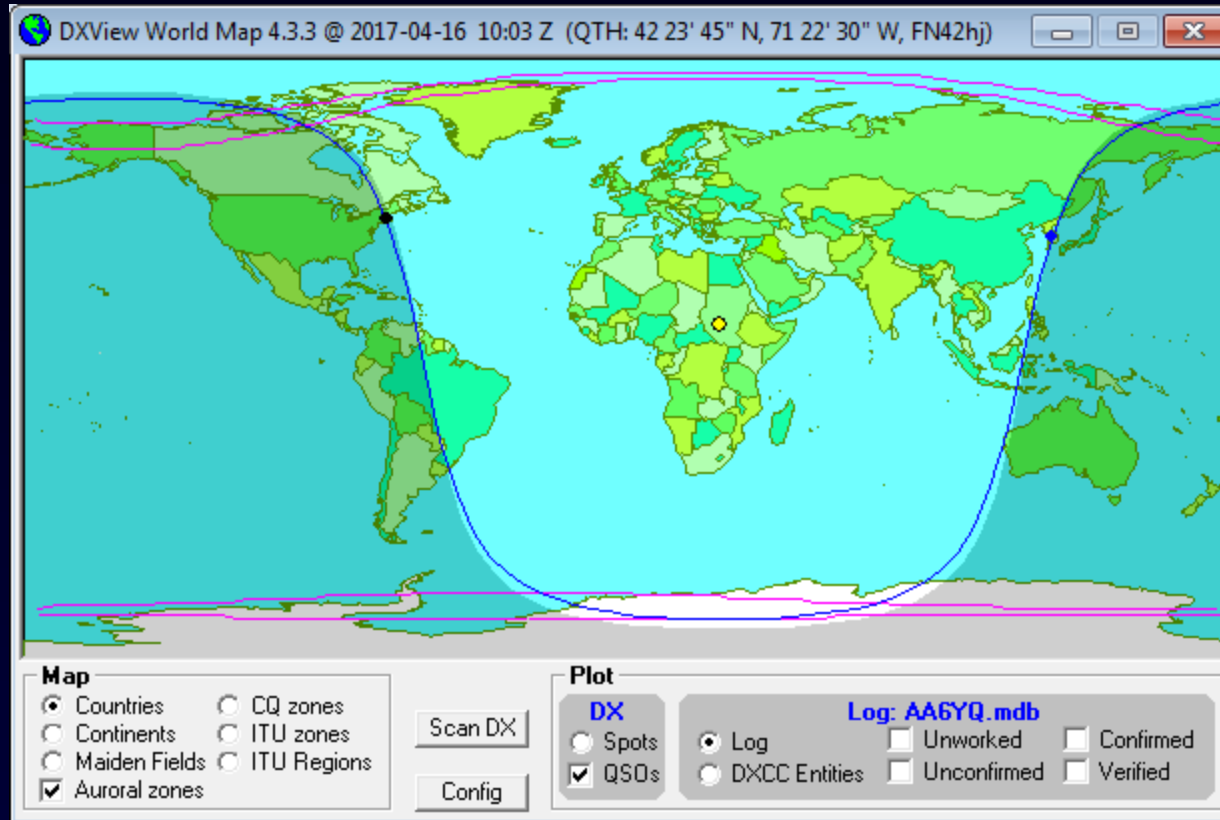 DXView World Map 4.3.3 @ 2017-04-16 10:03 Z (QTH: 42 23' 45" N, 71 22' 30" W, FN42hj)
Map
Countries
CQ zones
Continents
ITU zones
Maiden Fields
ITU Regions
Auroral zones
Scan DX
Config
Plot
DX
Spots
QSOs
Log: AA6YQ.mdb
Log
Unworked
Confirmed
DXCC Entities
Unconfirmed
Verified